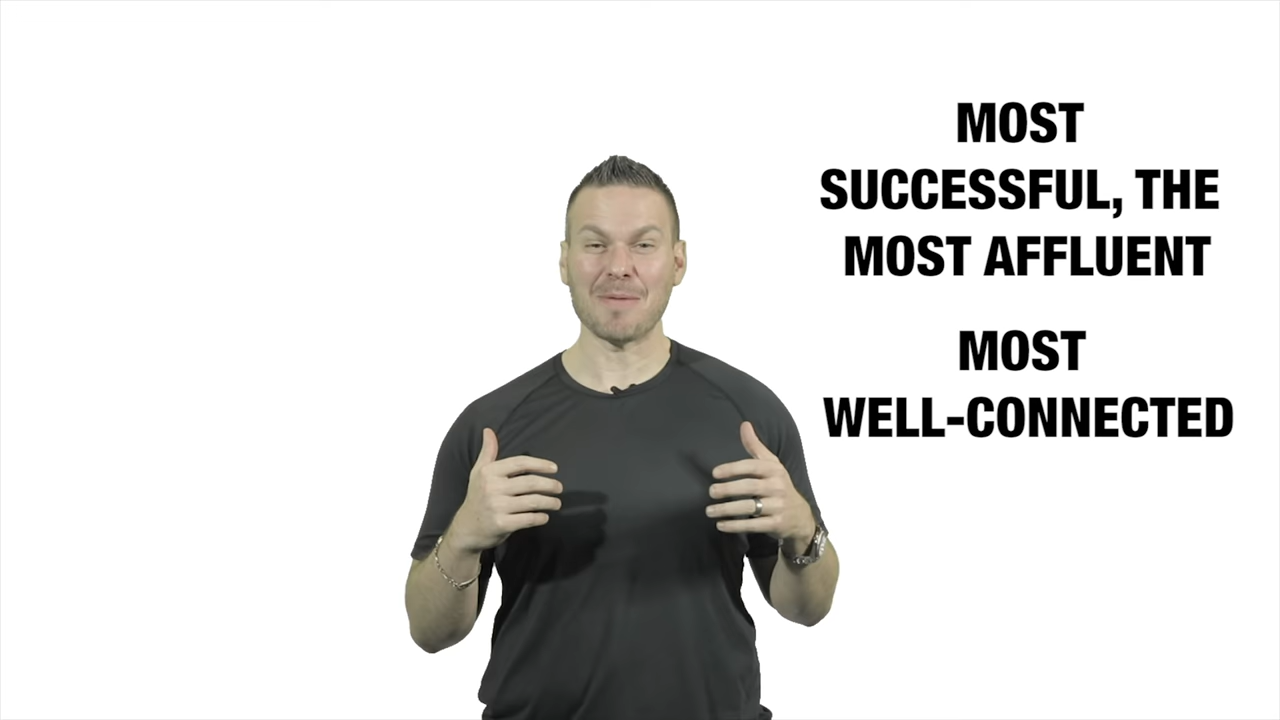 MOST
SUCCESSFUL, THE
MOST AFFLUENT
MOST
WELL-CONNECTED